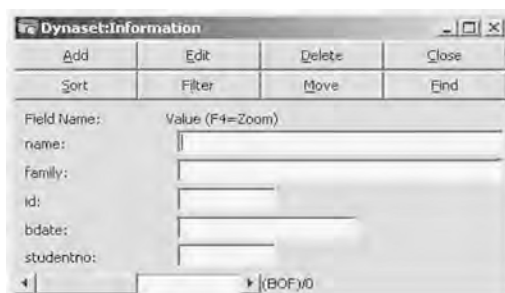 Dynaset:Information
Add Edit Delete Close
Sort Filter Move Find
Field Name: Value (F4=Zoom)
name:
family:
id:
bdate:
studentno:
(BOF)/0